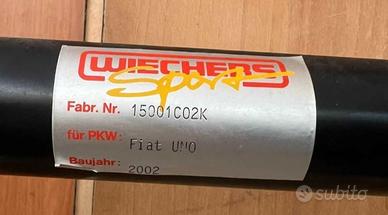 WIECHERS
Sport
Fabr. Nr. 15001C02K
für PKW: Fiat UNO
Baujahr: 2002
subito